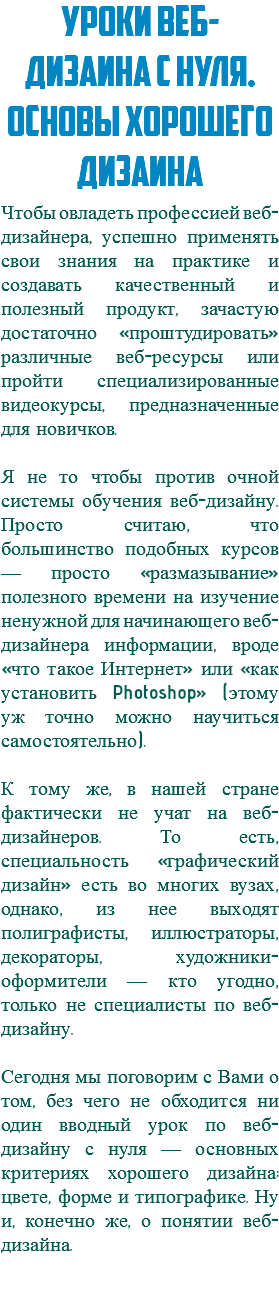 УРОКИ ВЕБ-
ДИЗАИНА С НУЛЯ.
ОСНОВЫ ХОРОШЕГО
ДИЗАИНА
Чтобы овладеть профессией веб-
дизайнера, успешно применять
свои знания на практике и
создавать качественный и
полезный продукт, зачастую
достаточно «проштудировать»
различные веб-ресурсы или
пройти специализированные
видеокурсы, предназначенные
для новичков.
Я не то чтобы против очной
системы обучения веб-дизайну.
Просто считаю, что
большинство подобных курсов
— просто «размазывание»
полезного времени на изучение
ненужной для начинающего веб-
дизайнера информации, вроде
«что такое Интернет» или «как
установить Photoshop» (этому
уж точно можно научиться
самостоятельно).
К тому же, в нашей стране
фактически не учат на веб-
дизайнеров. То есть,
специальность «графический
дизайн» есть во многих вузах,
однако, из нее выходят
полиграфисты, иллюстраторы,
декораторы, художники-
оформители — кто угодно,
только не специалисты по веб-
дизайну.
Сегодня мы поговорим с Вами о
том, без чего не обходится ни
один вводный урок по веб-
дизайну с нуля — основных
критериях хорошего дизайна:
цвете, форме и типографике. Ну
и, конечно же, о понятии веб-
дизайна.